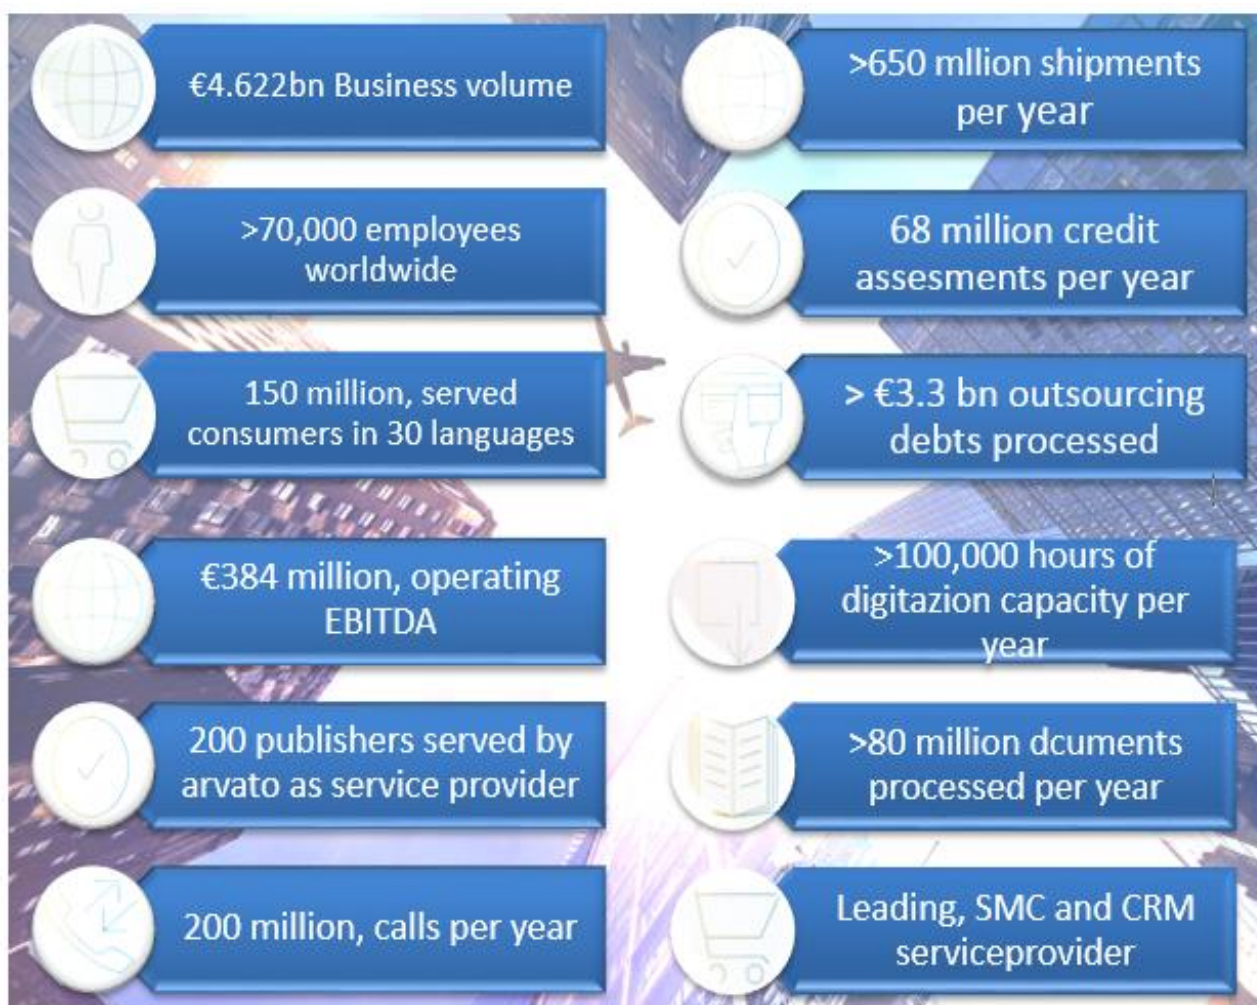 €4.622bn Business volume
>70,000 employees
worldwide
150 million, served
consumers in 30 languages
€384 million, operating
EBITDA
200 publishers served by
arvato as service provider
200 million, calls per year
>650 mllion shipments
per year
68 million credit
assesments per year
> €3.3 bn outsourcing
debts processed
>100,000 hours of
digitazion capacity per
year
>80 million dcuments
processed per year
Leading, SMC and CRM
serviceprovider